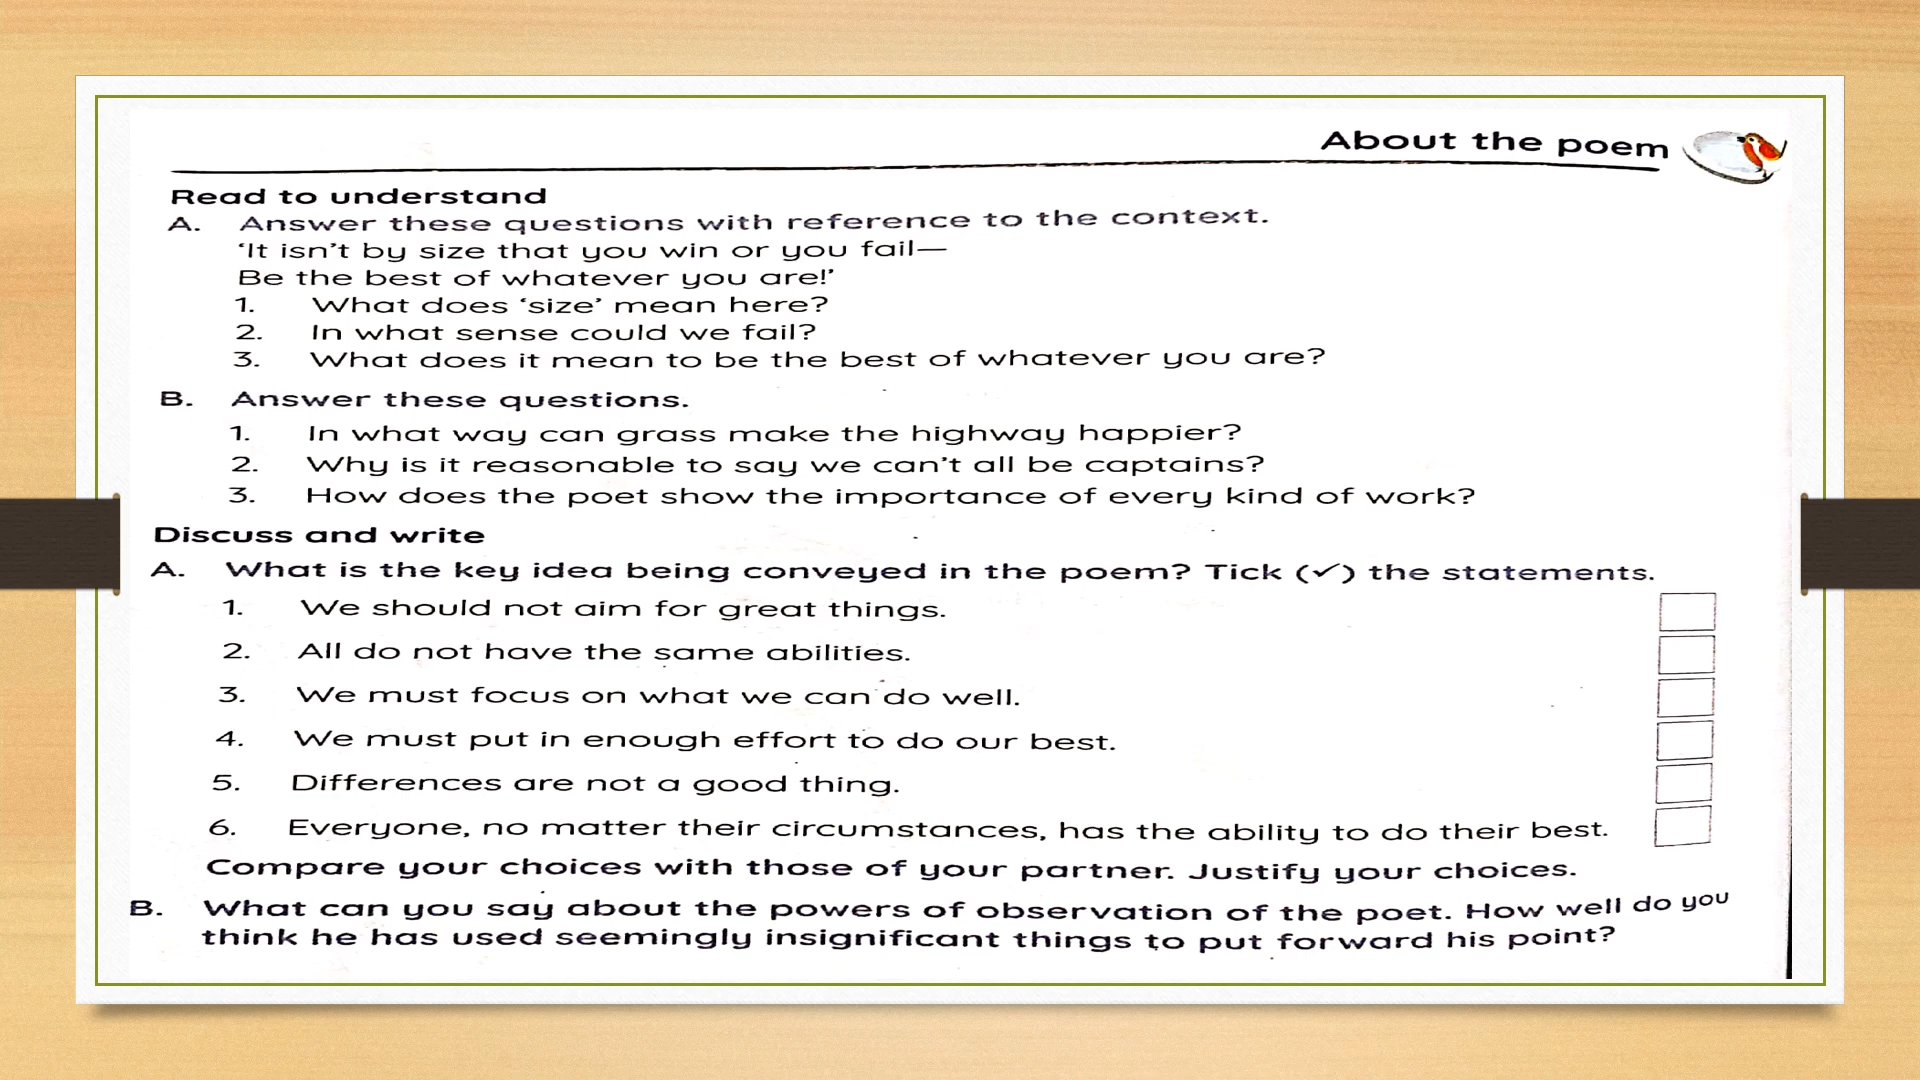 About the poem
Read to understand
A. Answer these questions with reference to the context.
‘It isn’t by size that you win or you fail—
Be the best of whatever you are!’
1. What does ‘size’ mean here?
2. In what sense could we fail?
3. What does it mean to be the best of whatever you are?
B. Answer these questions.
1. In what way can grass make the highway happier?
2. Why is it reasonable to say we can’t all be captains?
3. How does the poet show the importance of every kind of work?
Discuss and write
A. What is the key idea being conveyed in the poem? Tick (✓) the statements.
1. We should not aim for great things.
2. All do not have the same abilities.
3. We must focus on what we can do well.
4. We must put in enough effort to do our best.
5. Differences are not a good thing.
6. Everyone, no matter their circumstances, has the ability to do their best.
Compare your choices with those of your partner. Justify your choices.
B. What can you say about the powers of observation of the poet. How well do you
think he has used seemingly insignificant things to put forward his point?